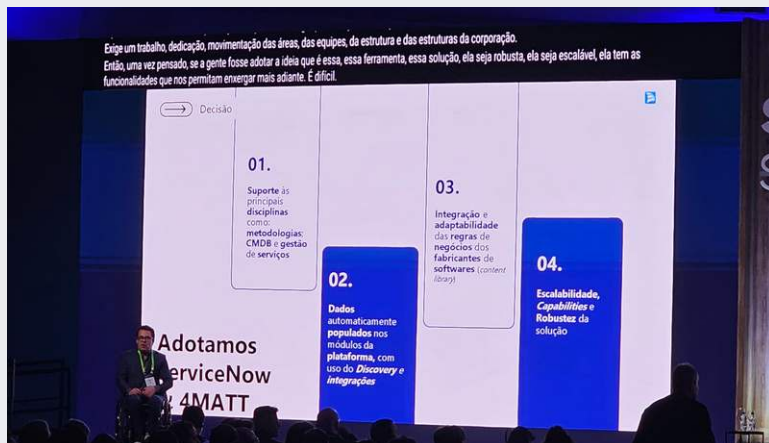 Exige um trabalho, dedicação, movimentação das áreas, das equipes, da estrutura e das estruturas da corporação.
Então, uma vez pensado, se a gente fosse adotar a ideia que é essa, essa ferramenta, essa solução, ela seja robusta, ela seja escalável, ela tem as
funcionalidades que nos permitam enxergar mais adiante. É difícil.
Decisão
01.
Suporte às
principais
disciplinas
como:
metodologias;
CMDB e gestão
de serviços
02.
Dados
automaticamente
populados nos
módulos da
plataforma, com
uso do Discovery e
integrações
03.
Integração e
adaptabilidade
das regras de
negócios dos
fabricantes de
softwares (content
library)
04.
Escalabilidade,
Capabilities e
Robustez da
solução
Adotamos
erviceNow
4MATT